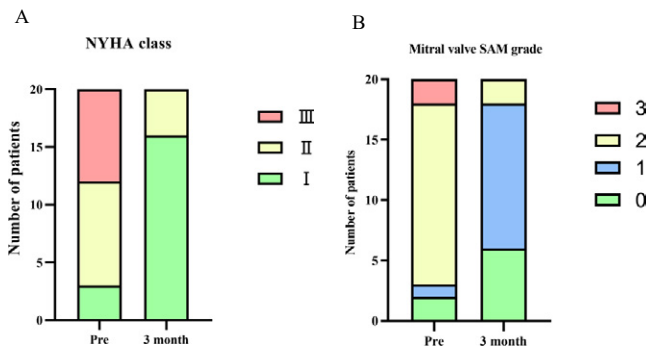 A
NYHA class
Number of patients
20
15
10
5
0
Pre
3 month
Ⅲ
Ⅱ
Ⅰ
B
Mitral valve SAM grade
Number of patients
20
15
10
5
0
Pre
3 month
3
2
1
0